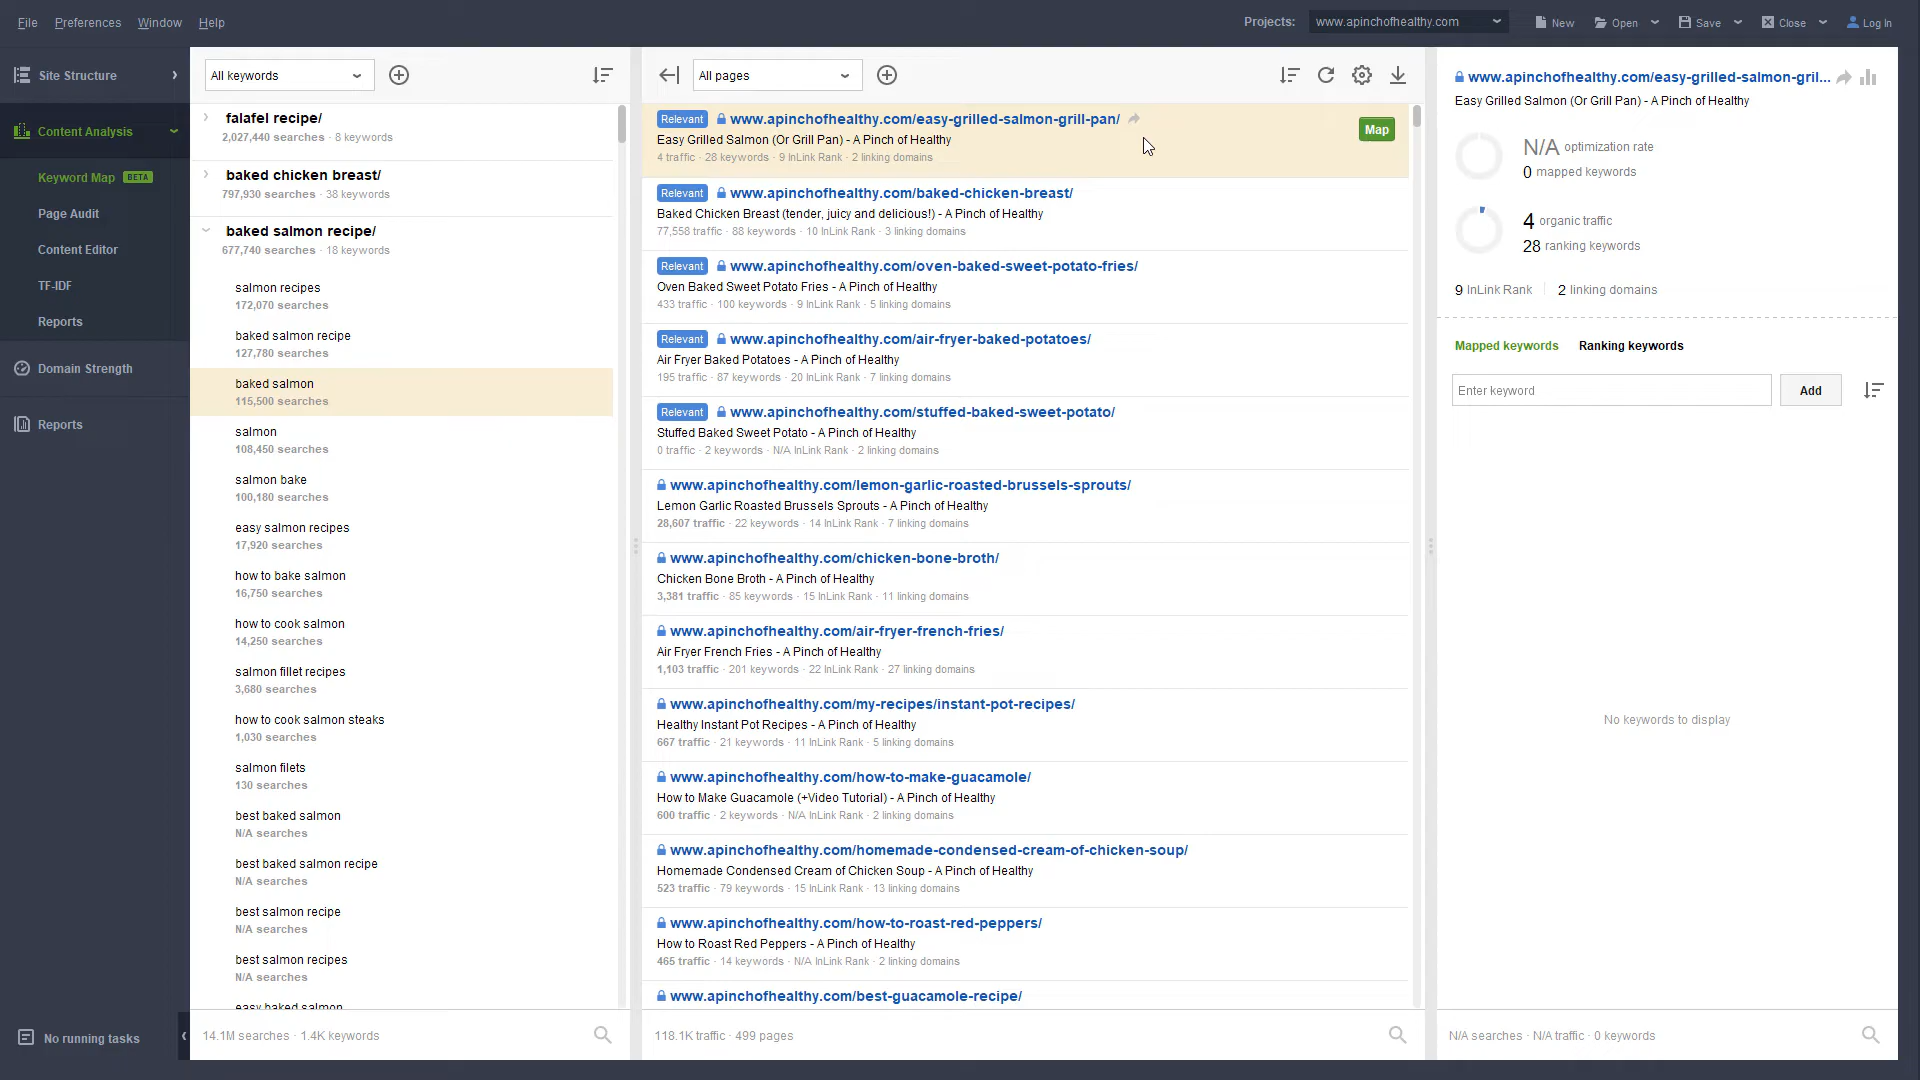 File Preferences Window Help
Projects: www.apinchofhealthy.com New Open Save Close Log In
Site Structure
Content Analysis
Keyword Map BETA
Page Audit
Content Editor
TF-IDF
Reports
Domain Strength
Reports
No running tasks
All keywords
falafel recipe/
2,027,440 searches · 8 keywords
baked chicken breast/
797,930 searches · 38 keywords
baked salmon recipe/
677,740 searches · 18 keywords
salmon recipes
172,070 searches
baked salmon recipe
127,780 searches
baked salmon
115,500 searches
salmon
108,450 searches
salmon bake
100,180 searches
easy salmon recipes
17,920 searches
how to bake salmon
16,750 searches
how to cook salmon
14,250 searches
salmon fillet recipes
3,680 searches
how to cook salmon steaks
1,030 searches
salmon filets
130 searches
best baked salmon
N/A searches
best baked salmon recipe
N/A searches
best salmon recipe
N/A searches
best salmon recipes
N/A searches
easy baked salmon
14.1M searches · 1.4K keywords
All pages
Relevant www.apinchofhealthy.com/easy-grilled-salmon-grill-pan/
Map
Easy Grilled Salmon (Or Grill Pan) - A Pinch of Healthy
4 traffic · 28 keywords · 9 InLink Rank · 2 linking domains
Relevant www.apinchofhealthy.com/baked-chicken-breast/
Baked Chicken Breast (tender, juicy and delicious!) - A Pinch of Healthy
77,558 traffic · 88 keywords · 10 InLink Rank · 3 linking domains
Relevant www.apinchofhealthy.com/oven-baked-sweet-potato-fries/
Oven Baked Sweet Potato Fries - A Pinch of Healthy
433 traffic · 100 keywords · 9 InLink Rank · 5 linking domains
Relevant www.apinchofhealthy.com/air-fryer-baked-potatoes/
Air Fryer Baked Potatoes - A Pinch of Healthy
195 traffic · 87 keywords · 20 InLink Rank · 7 linking domains
Relevant www.apinchofhealthy.com/stuffed-baked-sweet-potato/
Stuffed Baked Sweet Potato - A Pinch of Healthy
0 traffic · 2 keywords · N/A InLink Rank · 2 linking domains
www.apinchofhealthy.com/lemon-garlic-roasted-brussels-sprouts/
Lemon Garlic Roasted Brussels Sprouts - A Pinch of Healthy
28,607 traffic · 22 keywords · 14 InLink Rank · 7 linking domains
www.apinchofhealthy.com/chicken-bone-broth/
Chicken Bone Broth - A Pinch of Healthy
3,381 traffic · 85 keywords · 15 InLink Rank · 11 linking domains
www.apinchofhealthy.com/air-fryer-french-fries/
Air Fryer French Fries - A Pinch of Healthy
1,103 traffic · 201 keywords · 22 InLink Rank · 27 linking domains
www.apinchofhealthy.com/my-recipes/instant-pot-recipes/
Healthy Instant Pot Recipes - A Pinch of Healthy
667 traffic · 21 keywords · 11 InLink Rank · 5 linking domains
www.apinchofhealthy.com/how-to-make-guacamole/
How to Make Guacamole (+Video Tutorial) - A Pinch of Healthy
600 traffic · 2 keywords · N/A InLink Rank · 2 linking domains
www.apinchofhealthy.com/homemade-condensed-cream-of-chicken-soup/
Homemade Condensed Cream of Chicken Soup - A Pinch of Healthy
523 traffic · 79 keywords · 15 InLink Rank · 13 linking domains
www.apinchofhealthy.com/how-to-roast-red-peppers/
How to Roast Red Peppers - A Pinch of Healthy
465 traffic · 14 keywords · N/A InLink Rank · 2 linking domains
www.apinchofhealthy.com/best-guacamole-recipe/
118.1K traffic · 499 pages
www.apinchofhealthy.com/easy-grilled-salmon-gril...
Easy Grilled Salmon (Or Grill Pan) - A Pinch of Healthy
N/A optimization rate
0 mapped keywords
4 organic traffic
28 ranking keywords
9 InLink Rank 2 linking domains
Mapped keywords Ranking keywords
Enter keyword Add
No keywords to display
N/A searches · N/A traffic · 0 keywords